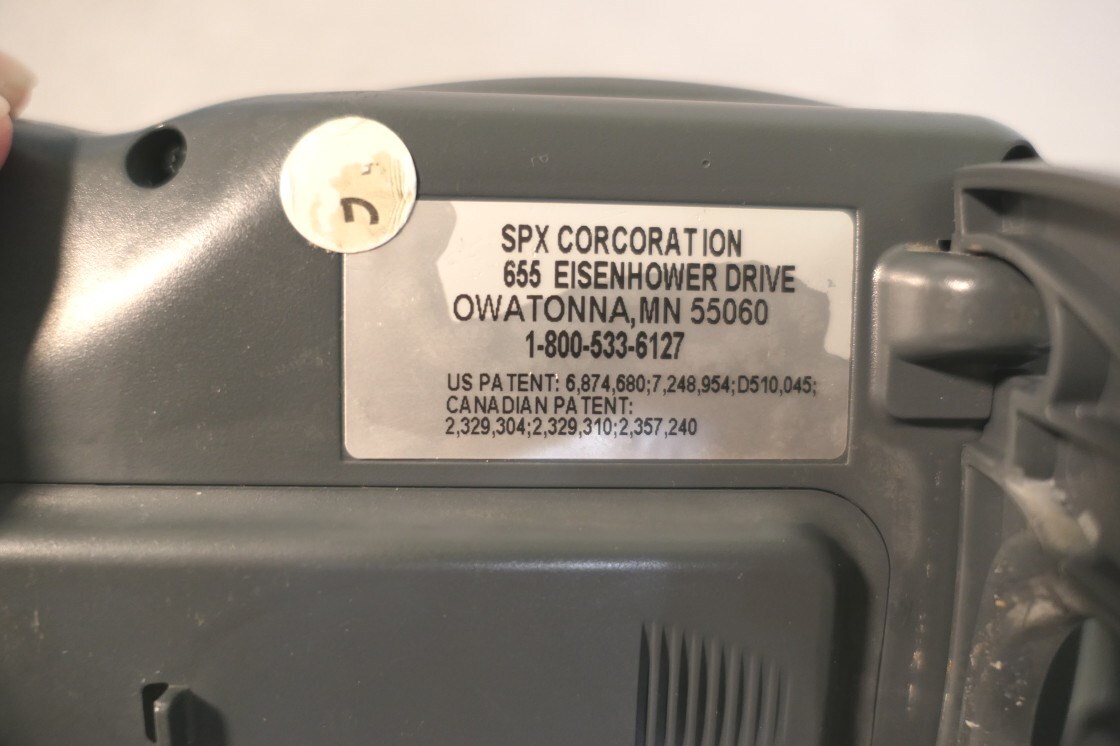 SPX CORCORATION
655 EISENHOWER DRIVE
OWATONNA,MN 55060
1-800-533-6127
US PATENT: 6,874,680;7,248,954;D510,045;
CANADIAN PATENT:
2,329,304;2,329,310;2,357,240